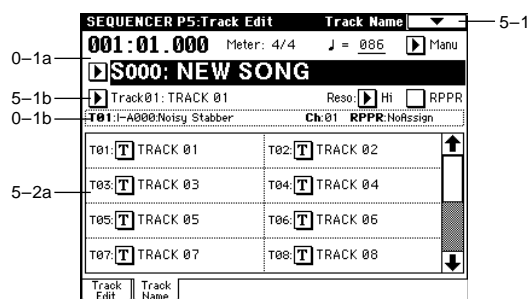 SEQUENCER P5:Track Edit Track Name 5–1
001:01.000 Meter: 4/4 ♩ = 086 Manu
0–1a
S000: NEW SONG
5–1b Track01: TRACK 01 Reso: Hi RPPR
0–1b T01:I-A000:Noisy Stabber Ch:01 RPPR:NoAssign
T01: T TRACK 01 T02: T TRACK 02
5–2a T03: T TRACK 03 T04: T TRACK 04
T05: T TRACK 05 T06: T TRACK 06
T07: T TRACK 07 T08: T TRACK 08
Track Edit Track Name